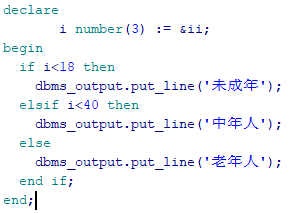 declare
       i number(3) := &ii;
begin
  if i<18 then
    dbms_output.put_line('未成年');
  elsif i<40 then
    dbms_output.put_line('中年人');
  else
    dbms_output.put_line('老年人');
  end if;
end;